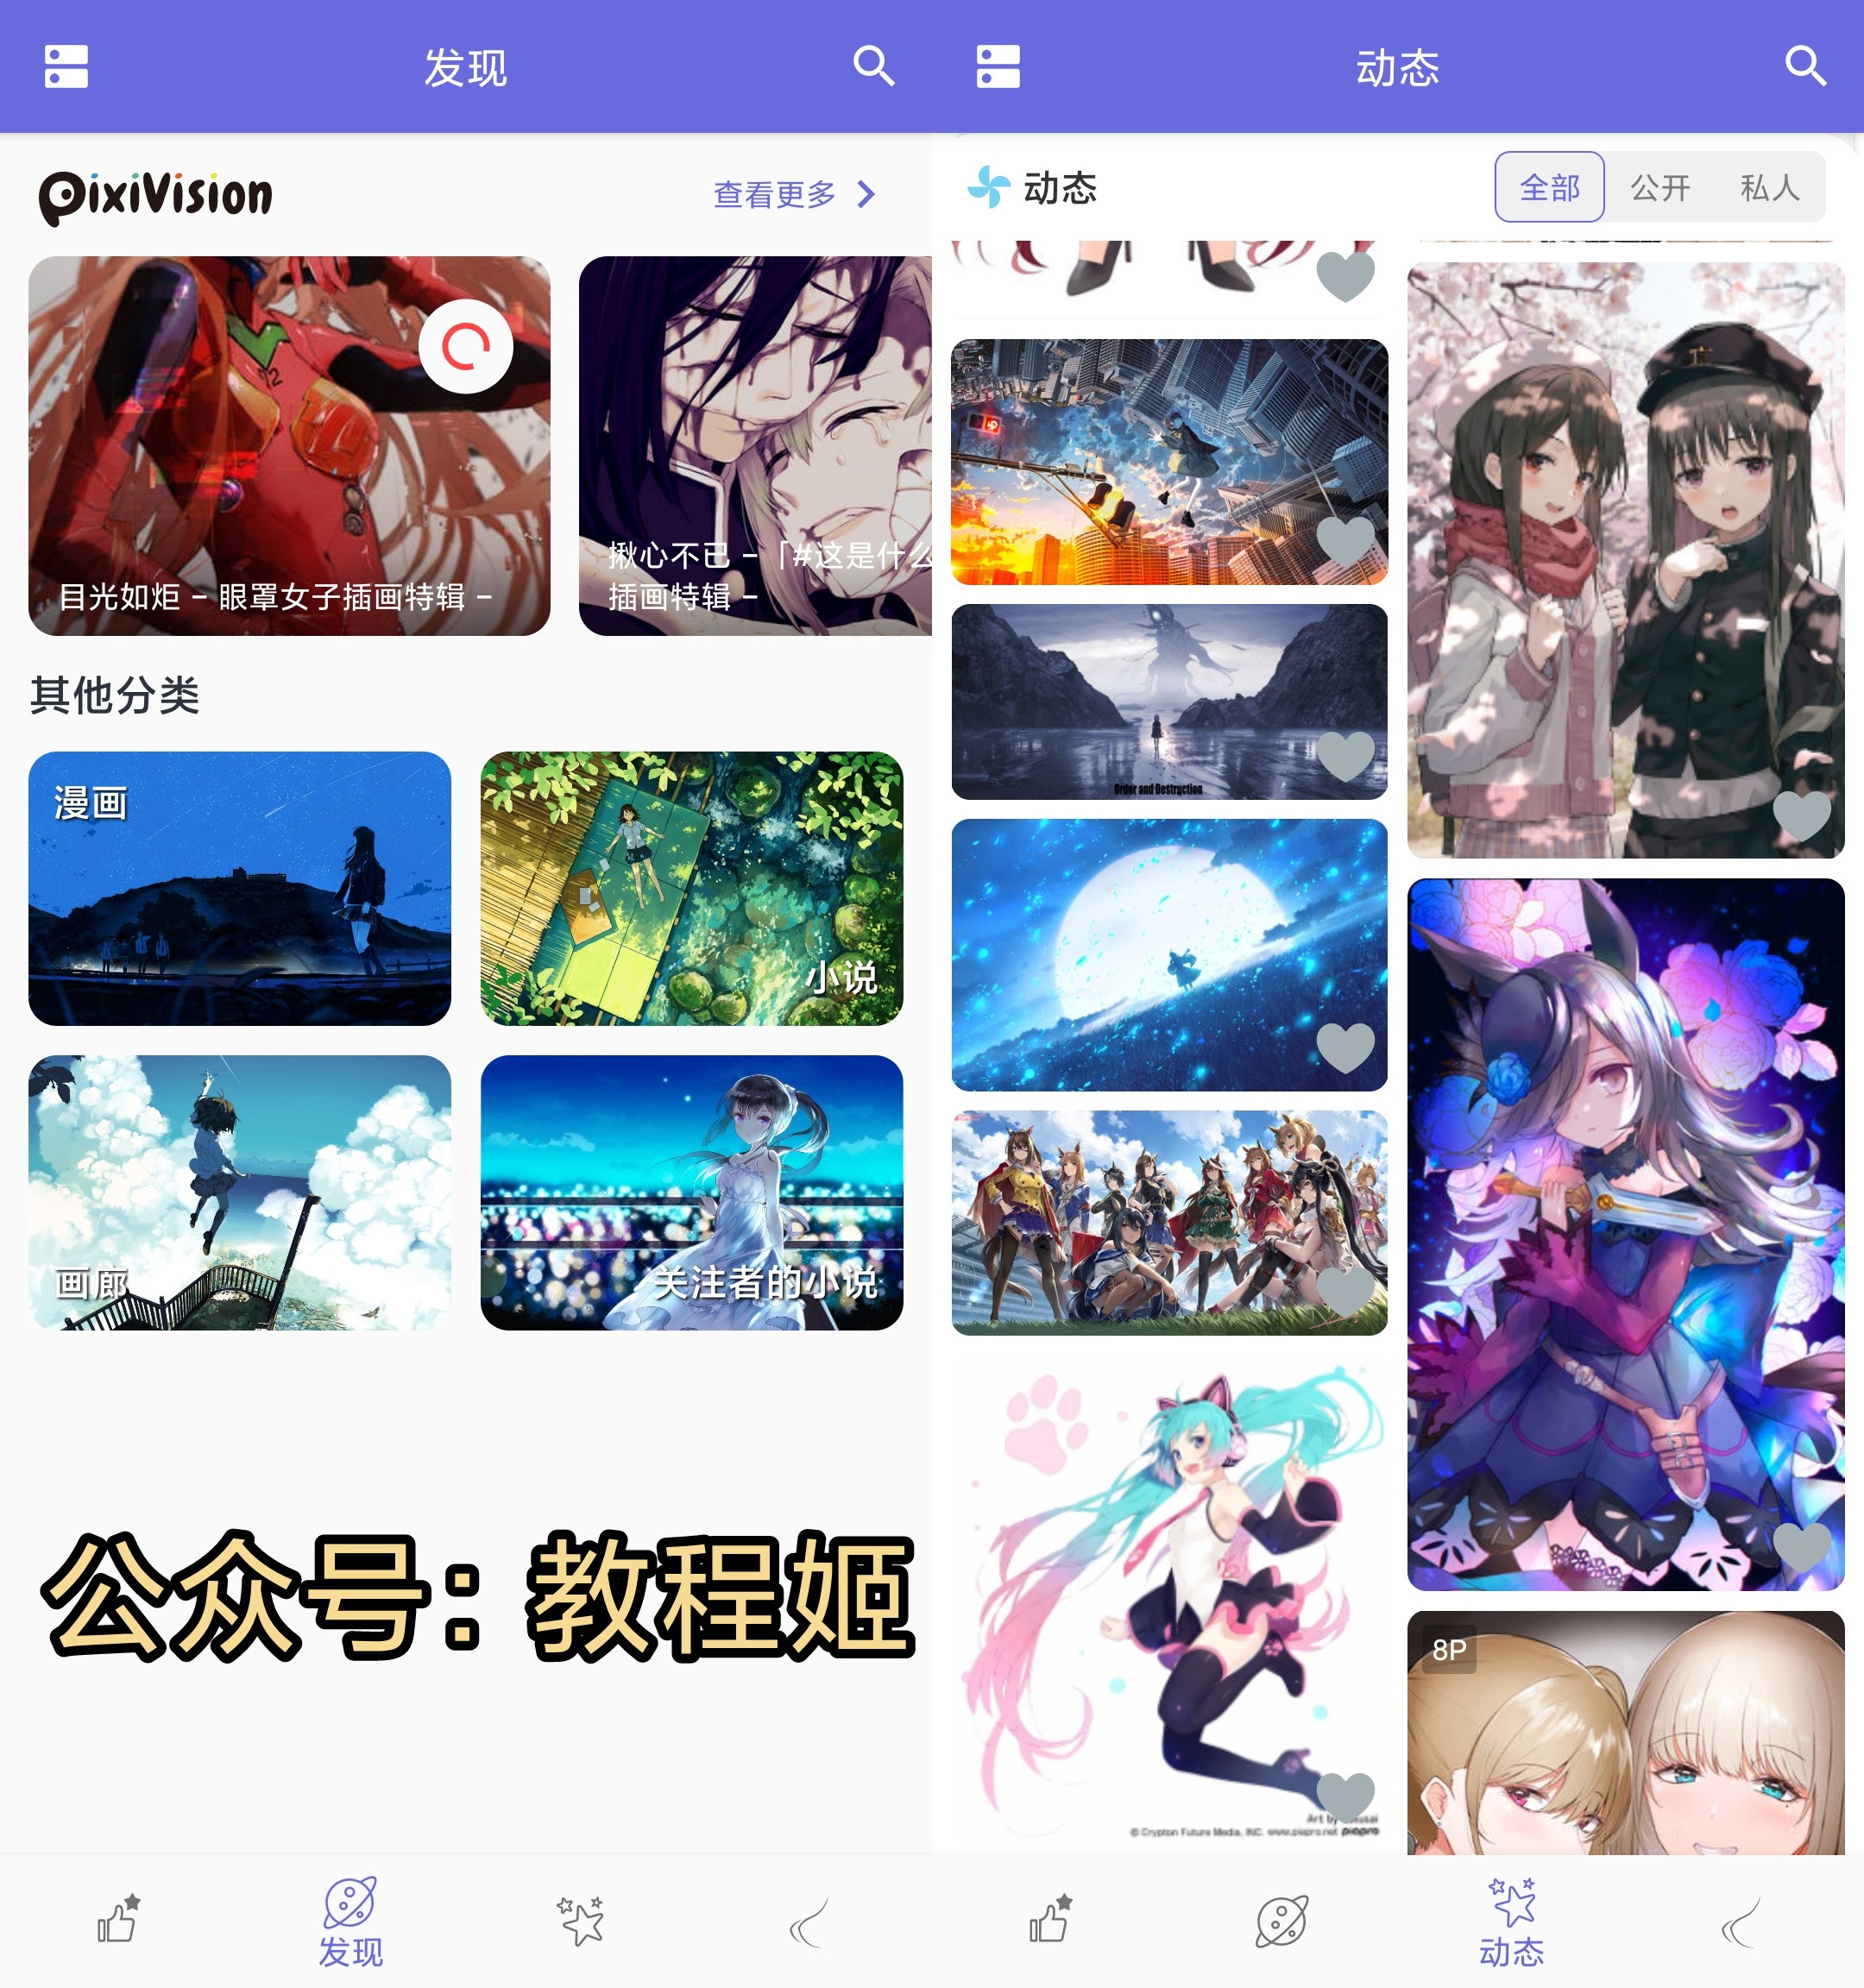 发现
PixiVision
查看更多
目光如炬 - 眼罩女子插画特辑 -
揪心不已 - 「#这是什么
插画特辑 -
其他分类
漫画
小说
画廊
关注者的小说
公众号：教程姬
发现
动态
动态
全部
公开
私人
Order and Destruction
8P
Art by
© Crypton Future Media, INC. www.piapro.net piapro
动态